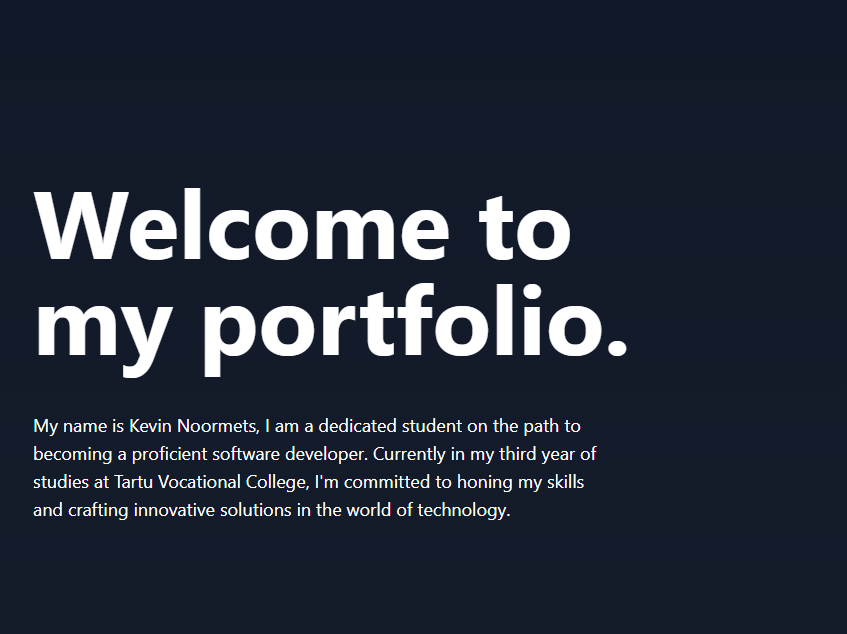 Welcome to
my portfolio.
My name is Kevin Noormets, I am a dedicated student on the path to
becoming a proficient software developer. Currently in my third year of
studies at Tartu Vocational College, I'm committed to honing my skills
and crafting innovative solutions in the world of technology.